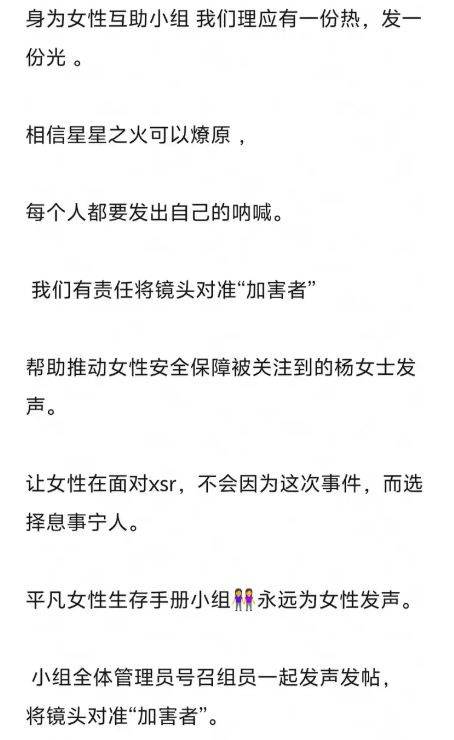 身为女性互助小组 我们理应有一份热，发一
份光 。
相信星星之火可以燎原 ，
每个人都要发出自己的呐喊。
我们有责任将镜头对准“加害者”
帮助推动女性安全保障被关注到的杨女士发
声。
让女性在面对xsr，不会因为这次事件，而选
择息事宁人。
平凡女性生存手册小组👭永远为女性发声。
小组全体管理员号召组员一起发声发帖，
将镜头对准“加害者”。